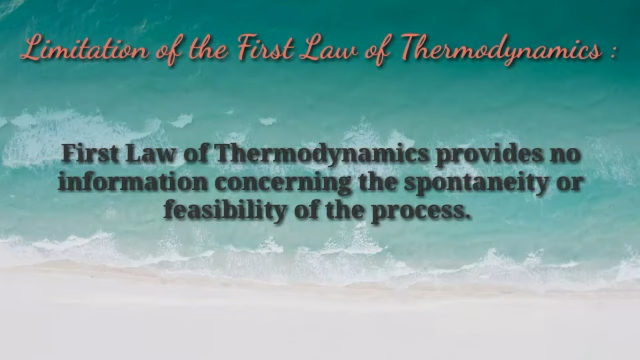 Limitation of the First Law of Thermodynamics :
First Law of Thermodynamics provides no
information concerning the spontaneity or
feasibility of the process.